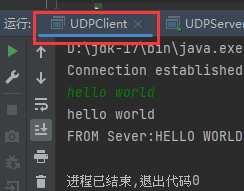 运行: UDPClient × UDPServer
D:\jdk-17\bin\java.exe
Connection established
hello world
hello world
FROM Sever:HELLO WORLD
进程已结束,退出代码0